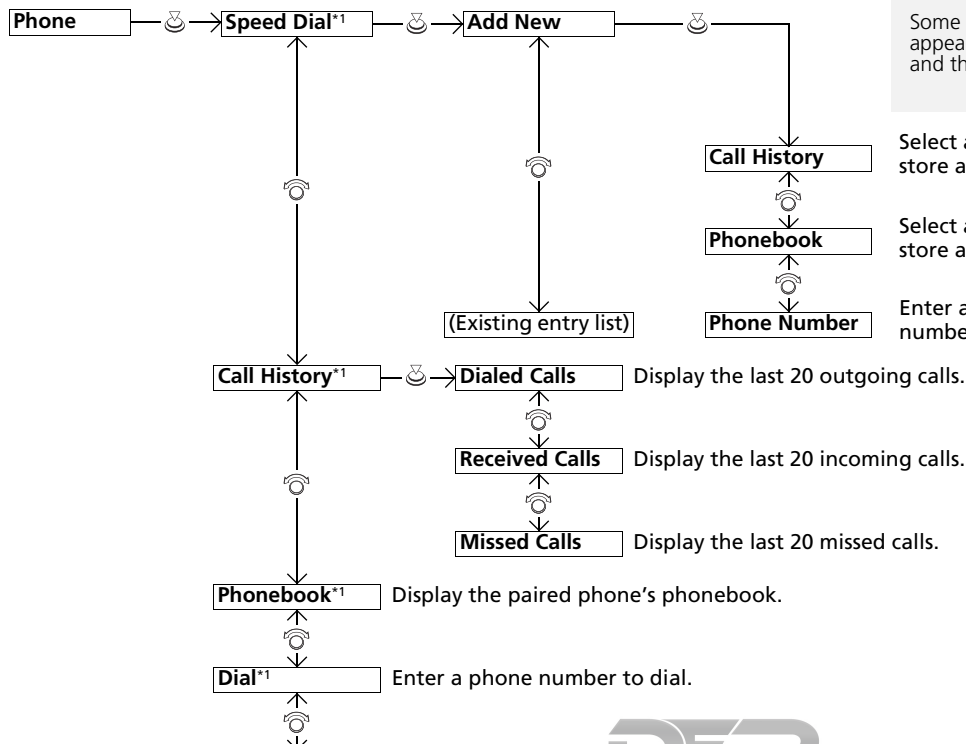 Phone
Speed Dial*1
Add New
Some
and th
Call History
Select a
store a
Phonebook
Select a
store a
(Existing entry list)
Phone Number
Enter a
Call History*1
Dialed Calls
Display the last 20 outgoing calls.
Received Calls
Display the last 20 incoming calls.
Missed Calls
Display the last 20 missed calls.
Phonebook*1
Display the paired phone's phonebook.
Dial*1
Enter a phone number to dial.